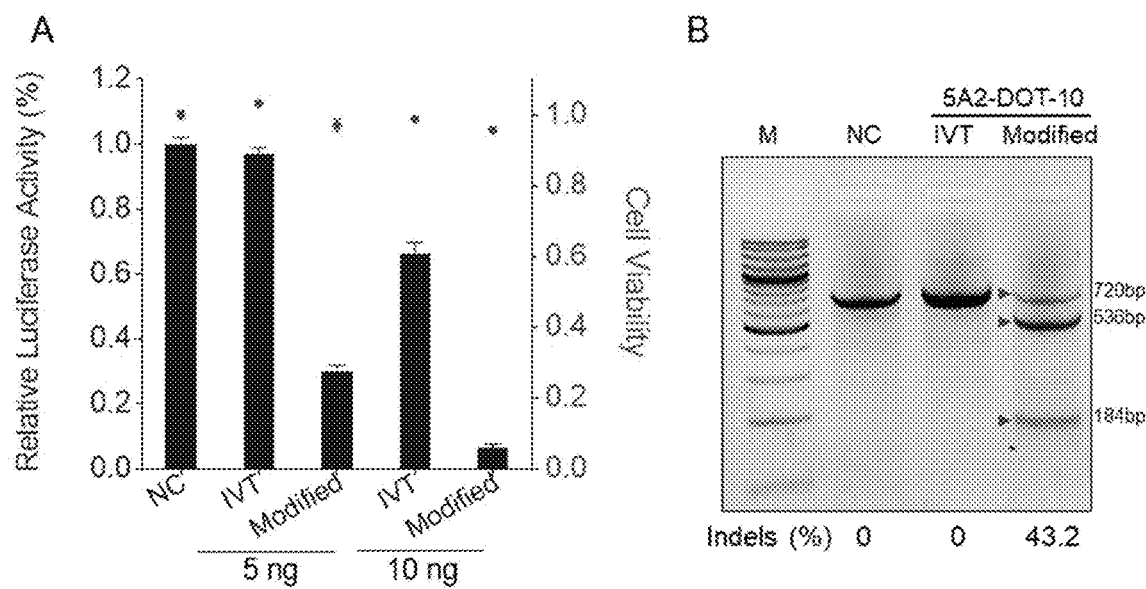 A
Relative Luciferase Activity (%)
1.2
1.0
0.8
0.6
0.4
0.2
0.0
1.0
0.8
0.6
0.4
0.2
0.0
Cell Viability
NC
IVT
Modified
IVT
Modified
5 ng
10 ng
B
5A2-DOT-10
M
NC
IVT
Modified
720bp
536bp
184bp
Indels (%) 0 0 43.2